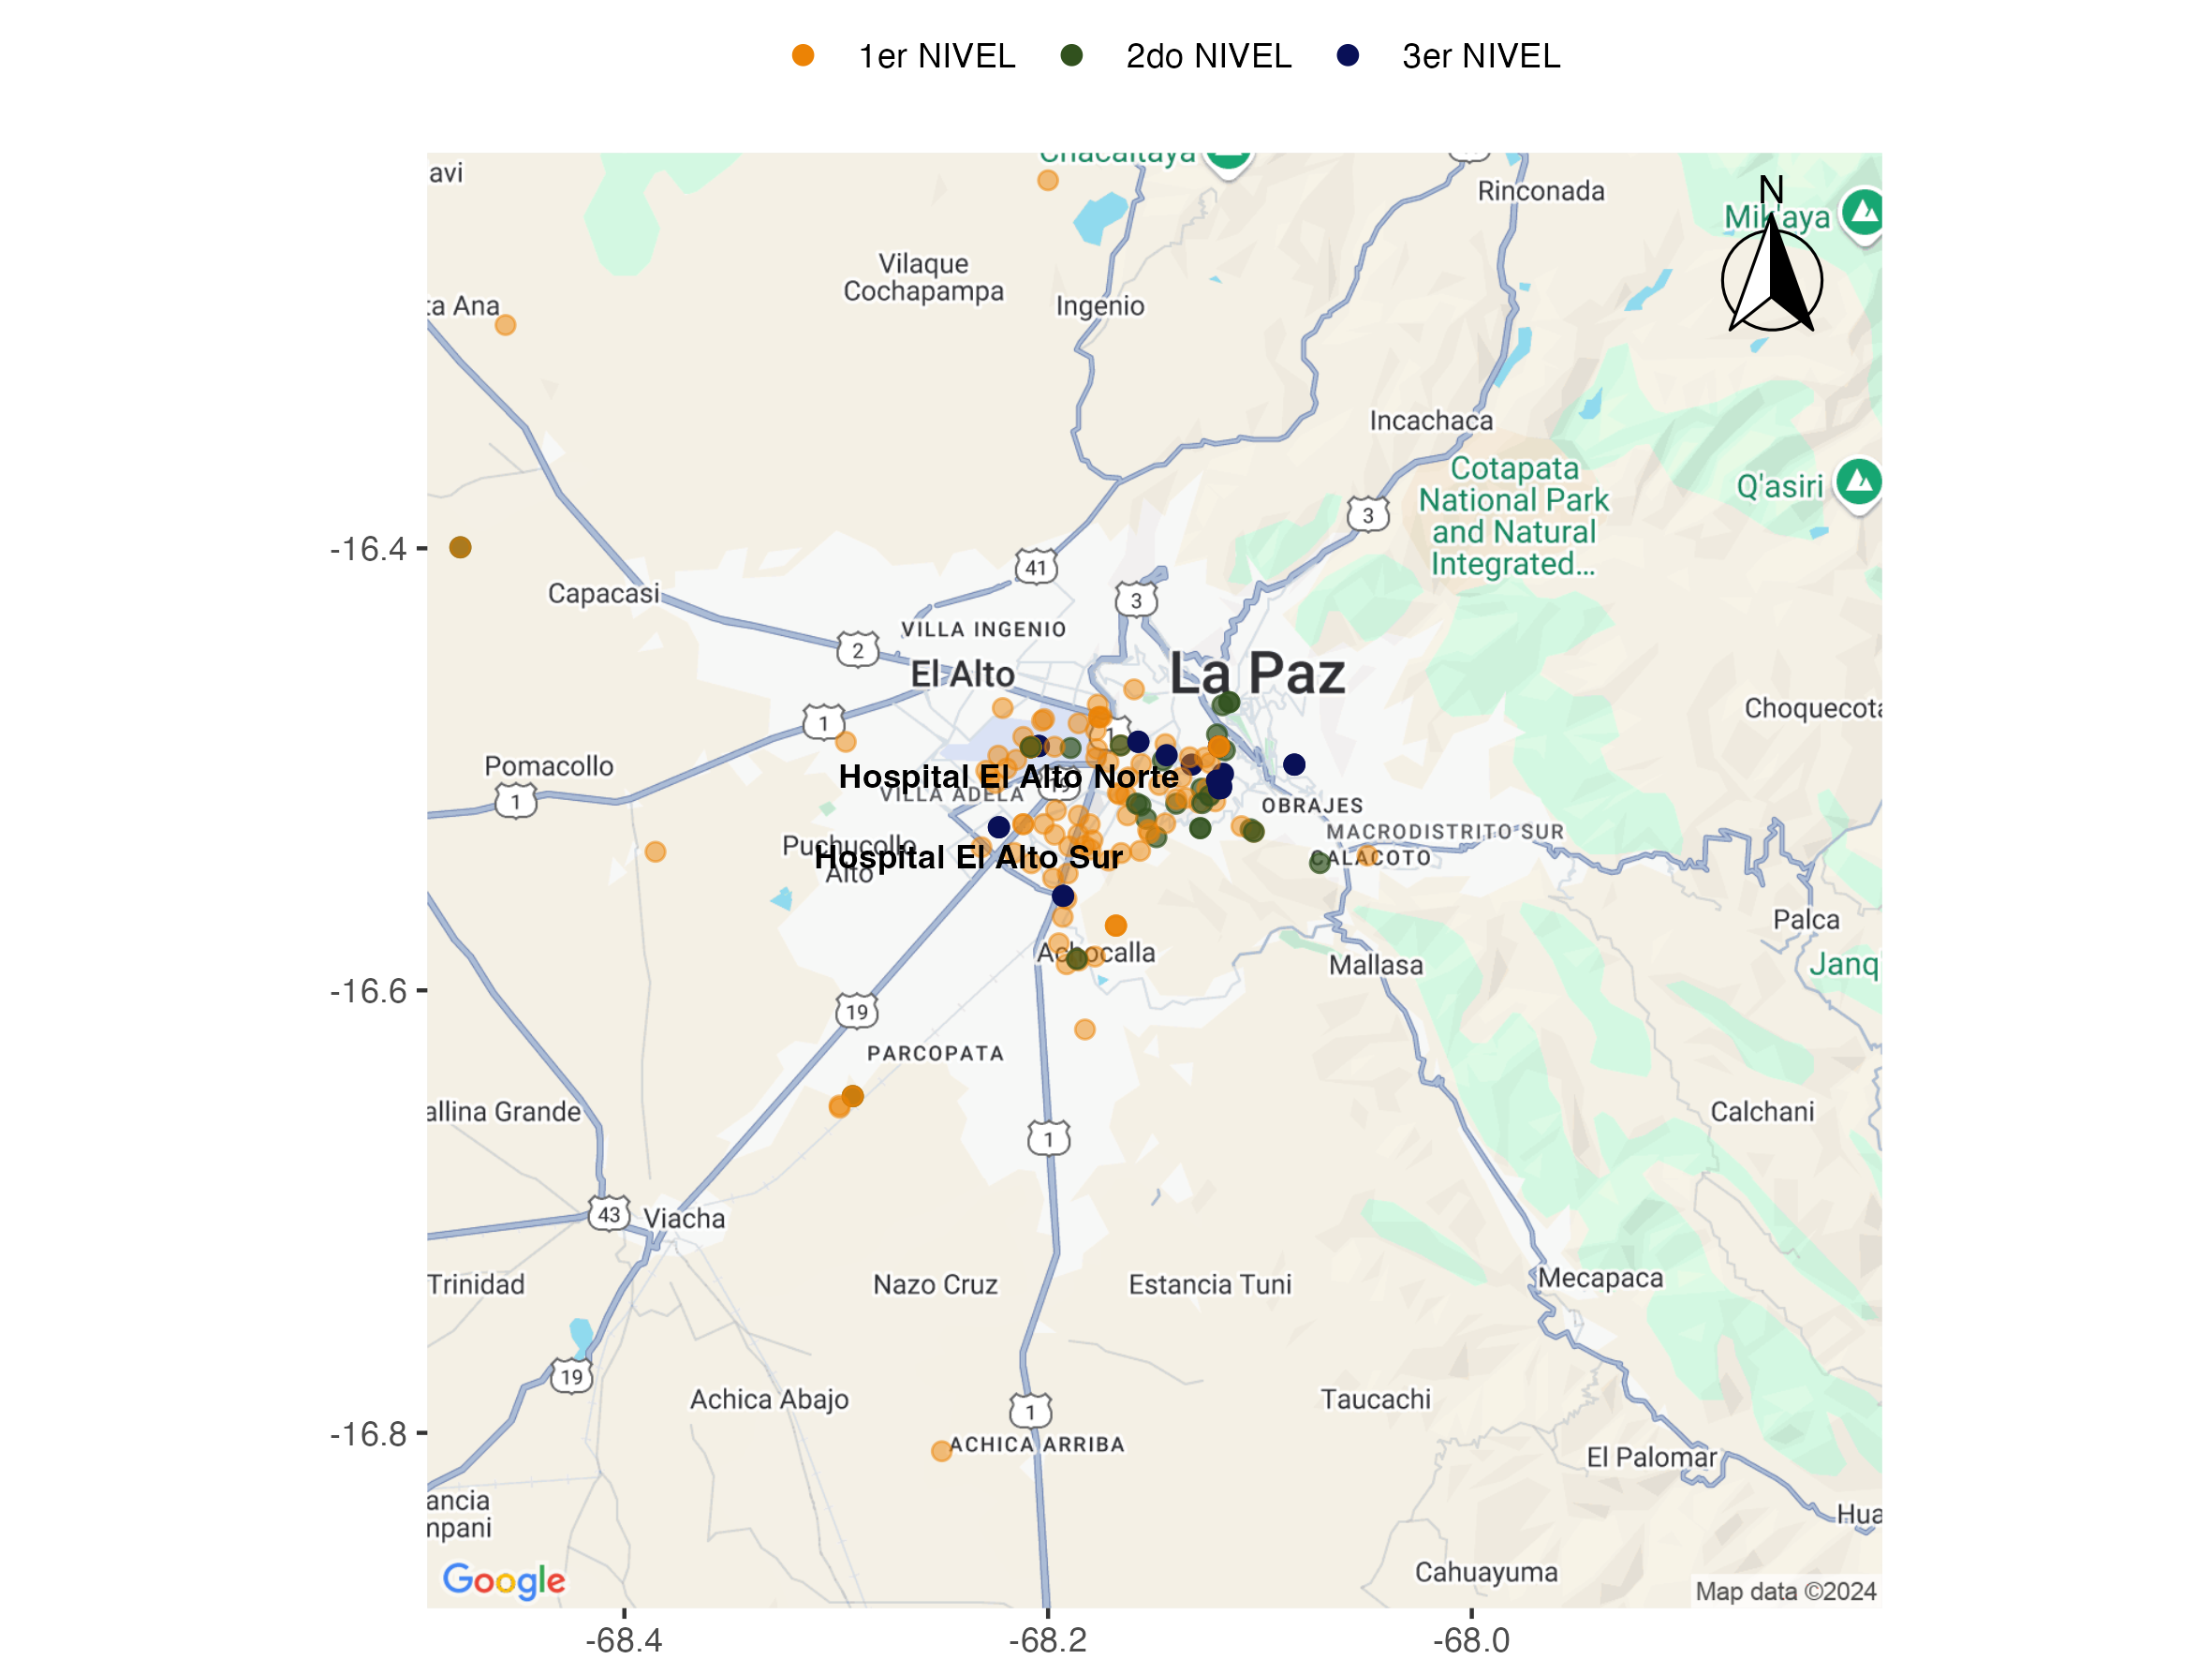 1er NIVEL 2do NIVEL 3er NIVEL
Chacaltaya
avi
Rinconada
N
Mik'aya
Vilaque
Cochapampa
Ingenio
ta Ana
Incachaca
Cotapata
National Park
and Natural
Integrated...
Q'asiri
3
-16.4
41
Capacasi
3
VILLA INGENIO
2
El Alto
La Paz
1
1
Choquecota
Pomacollo
Hospital El Alto Norte
19
VILLA ADELA
1
OBRAJES
MACRODISTRITO SUR
Puchucollo
Alto
Hospital El Alto Sur
CALACOTO
Palca
Achocalla
Mallasa
Janq'
-16.6
19
PARCOPATA
allina Grande
Calchani
1
43
Viacha
Trinidad
Nazo Cruz
Estancia Tuni
Mecapaca
19
Achica Abajo
Taucachi
1
-16.8
ACHICA ARRIBA
El Palomar
ancia
mpani
Hua
Google
Cahuayuma
Map data ©2024
-68.4 -68.2 -68.0